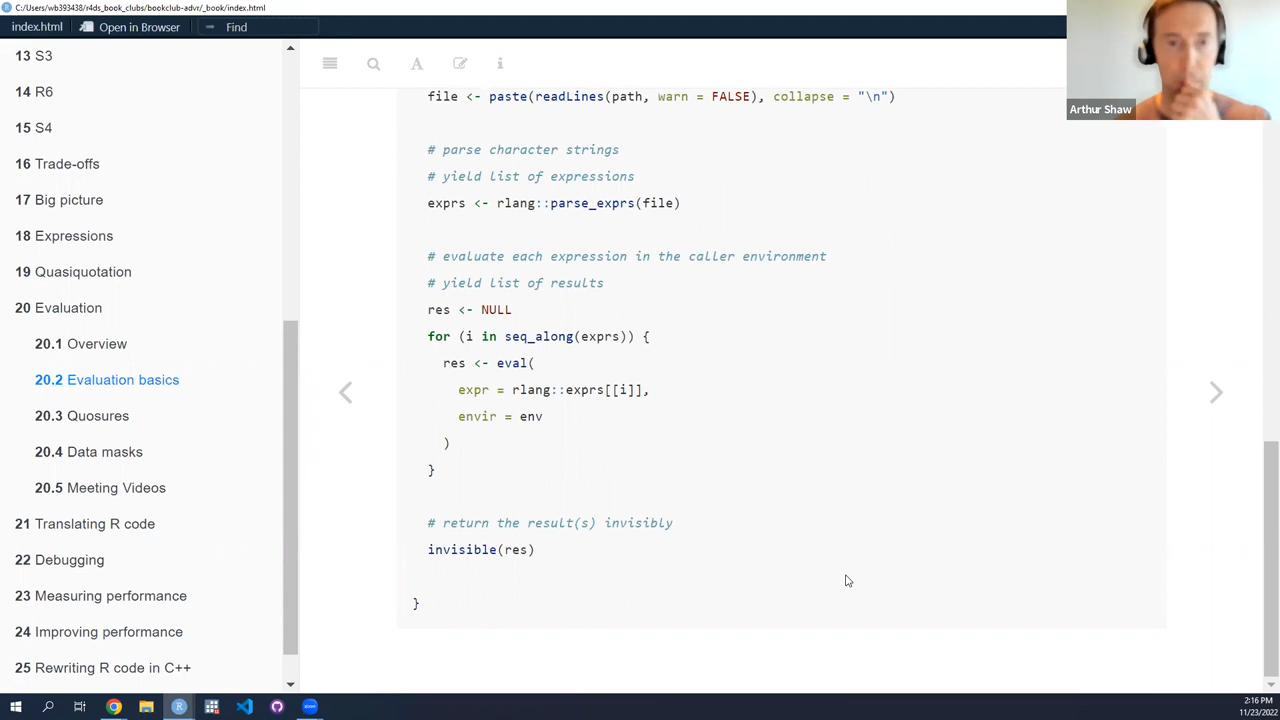 C:/Users/wb393438/r4ds_book_clubs/bookclub-advr/_book/index.html
index.html
Open in Browser
Find
13 S3
14 R6
15 S4
16 Trade-offs
17 Big picture
18 Expressions
19 Quasiquotation
20 Evaluation
20.1 Overview
20.2 Evaluation basics
20.3 Quosures
20.4 Data masks
20.5 Meeting Videos
21 Translating R code
22 Debugging
23 Measuring performance
24 Improving performance
25 Rewriting R code in C++
file <- paste(readLines(path, warn = FALSE), collapse = "\n")
# parse character strings
# yield list of expressions
exprs <- rlang::parse_exprs(file)
# evaluate each expression in the caller environment
# yield list of results
res <- NULL
for (i in seq_along(exprs)) {
res <- eval(
expr = rlang::exprs[[i]],
envir = env
)
}
# return the result(s) invisibly
invisible(res)
}
Arthur Shaw
2:16 PM
11/23/2022